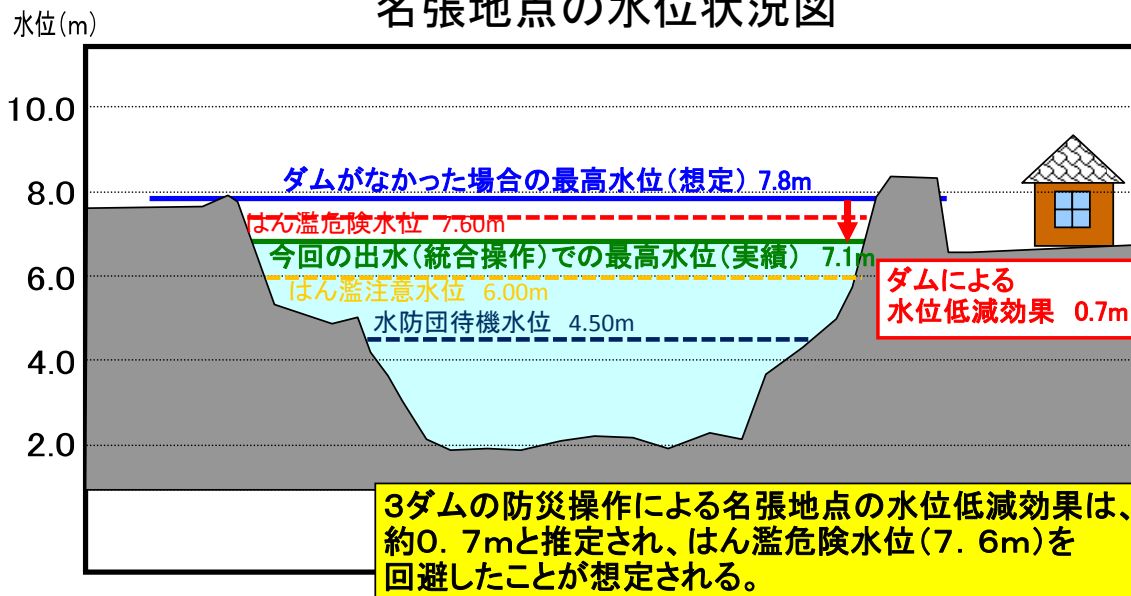 名張地点の水位状況図
水位(m)
10.0
8.0
6.0
4.0
2.0
ダムがなかった場合の最高水位(想定) 7.8m
はん濫危険水位 7.60m
今回の出水(統合操作)での最高水位(実績) 7.1m
はん濫注意水位 6.00m
水防団待機水位 4.50m
ダムによる
水位低減効果 0.7m
3ダムの防災操作による名張地点の水位低減効果は、
約0.7mと推定され、はん濫危険水位(7.6m)を
回避したことが想定される。